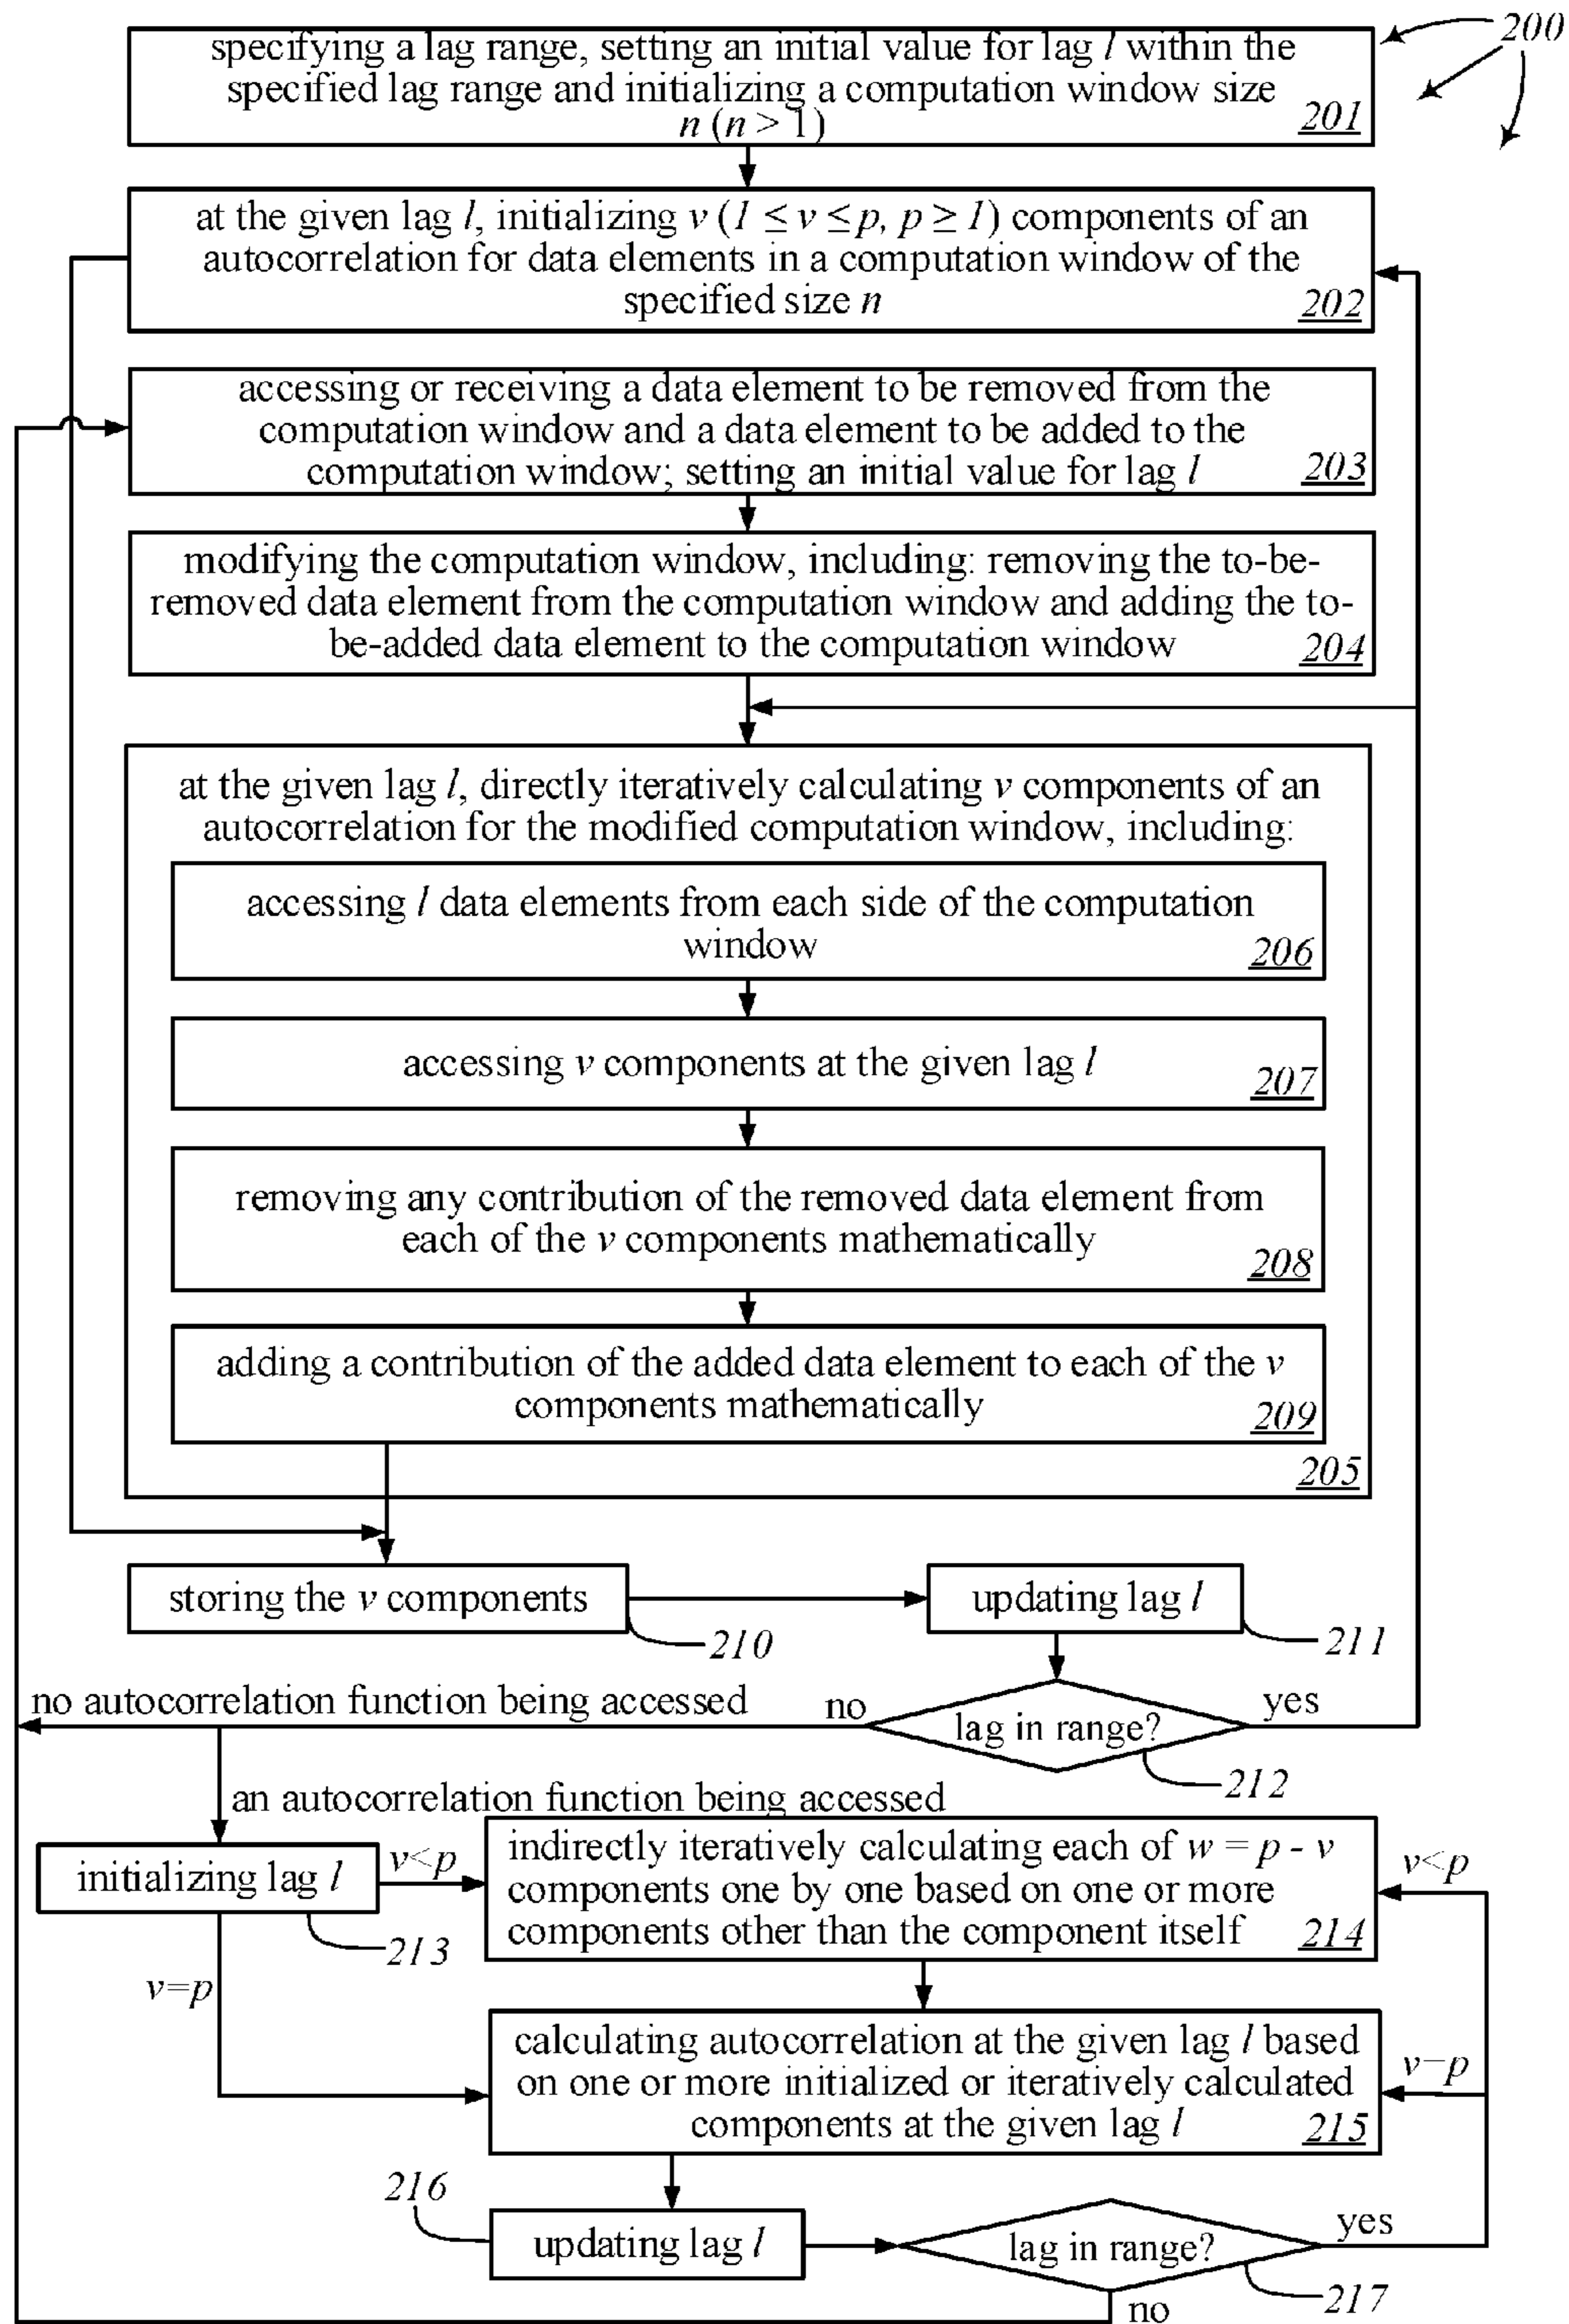 200
specifying a lag range, setting an initial value for lag l within the
specified lag range and initializing a computation window size
n (n > 1)
201
at the given lag l, initializing v (1 ≤ v ≤ p, p ≥ 1) components of an
autocorrelation for data elements in a computation window of the
specified size n
202
accessing or receiving a data element to be removed from the
computation window and a data element to be added to the
computation window; setting an initial value for lag l
203
modifying the computation window, including: removing the to-be-
removed data element from the computation window and adding the to-
be-added data element to the computation window
204
at the given lag l, directly iteratively calculating v components of an
autocorrelation for the modified computation window, including:
accessing l data elements from each side of the computation
window
206
accessing v components at the given lag l
207
removing any contribution of the removed data element from
each of the v components mathematically
208
adding a contribution of the added data element to each of the v
components mathematically
209
205
storing the v components
210
updating lag l
211
no autocorrelation function being accessed
no
lag in range?
yes
212
an autocorrelation function being accessed
initializing lag l
213
v<p
indirectly iteratively calculating each of w = p - v
components one by one based on one or more
components other than the component itself
214
v<p
v=p
calculating autocorrelation at the given lag l based
on one or more initialized or iteratively calculated
components at the given lag l
215
v=p
216
updating lag l
lag in range?
yes
217
no